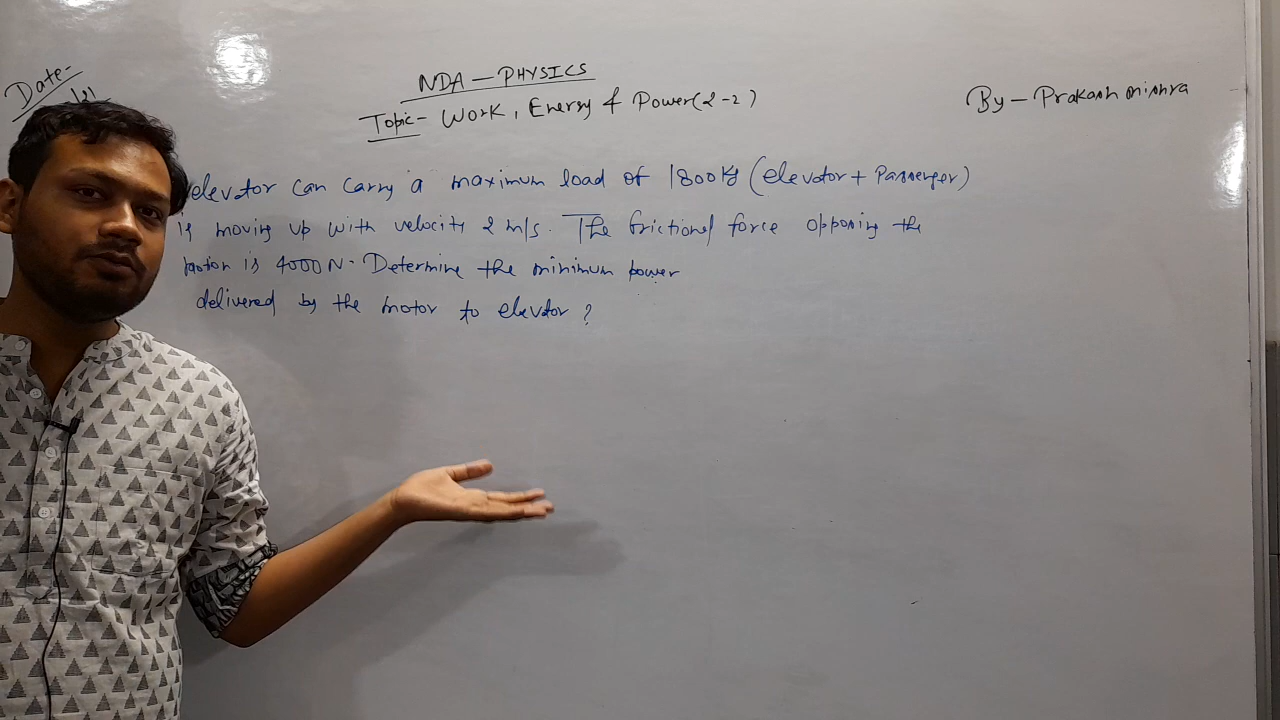 Date-
NDA - PHYSICS
Topic- Work, Energy & Power(2-2)
By - Prakash mishra
elevator can carry a maximum load of 1800kg (elevator + Passenger)
is moving up with velocity 2 m/s. The frictional force opposing the
motion is 4000 N. Determine the minimum power
delivered by the motor to elevator ?